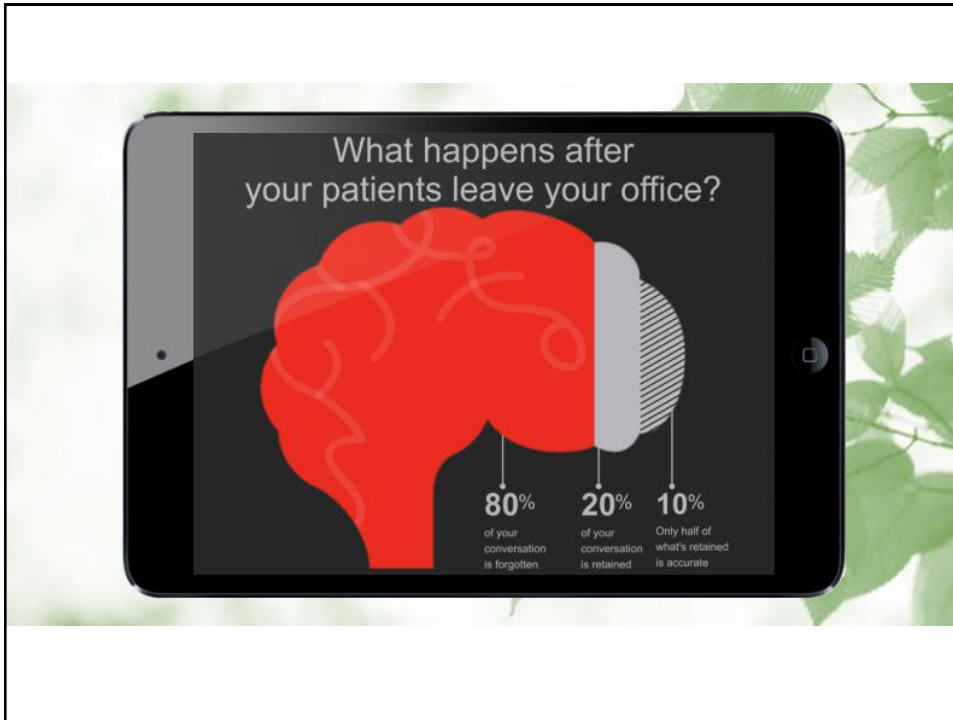 What happens after
your patients leave your office?
80%
of your
conversation
is forgotten
20%
of your
conversation
is retained
10%
Only half of
what's retained
is accurate